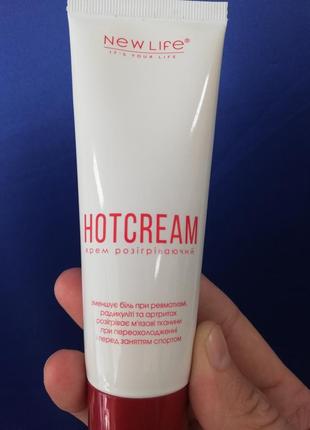 NEW LIFE®
IT'S YOUR LIFE
HOTCREAM
крем розігріваючий
зменшує біль при ревматизмі,
радикуліті та артритах
розігріває м'язові тканини
при переохолодженні
і перед заняттям спортом